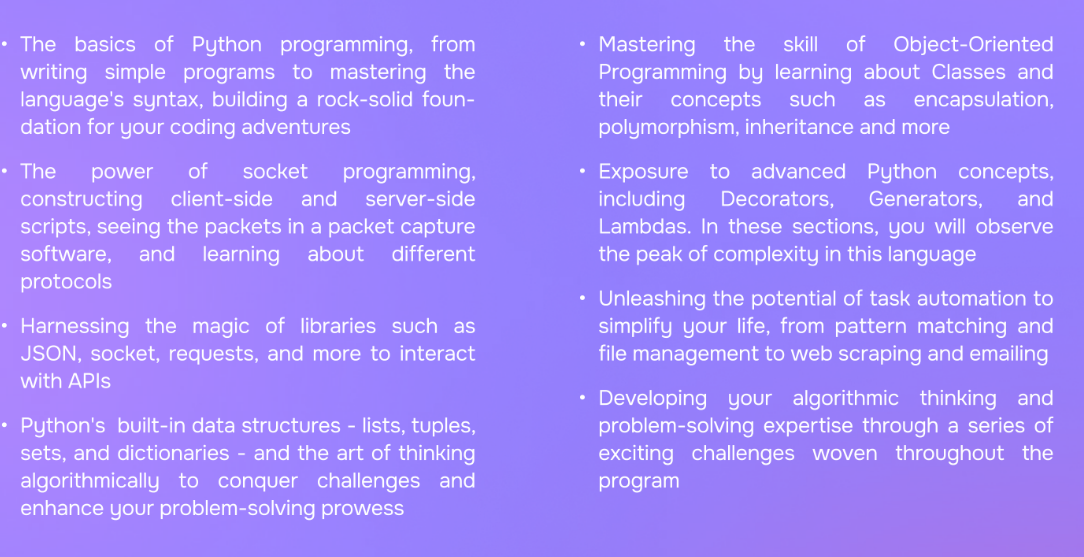 • The basics of Python programming, from
writing simple programs to mastering the
language's syntax, building a rock-solid foun-
dation for your coding adventures
• The power of socket programming,
constructing client-side and server-side
scripts, seeing the packets in a packet capture
software, and learning about different
protocols
• Harnessing the magic of libraries such as
JSON, socket, requests, and more to interact
with APIs
• Python's built-in data structures - lists, tuples,
sets, and dictionaries - and the art of thinking
algorithmically to conquer challenges and
enhance your problem-solving prowess
• Mastering the skill of Object-Oriented
Programming by learning about Classes and
their concepts such as encapsulation,
polymorphism, inheritance and more
• Exposure to advanced Python concepts,
including Decorators, Generators, and
Lambdas. In these sections, you will observe
the peak of complexity in this language
• Unleashing the potential of task automation to
simplify your life, from pattern matching and
file management to web scraping and emailing
• Developing your algorithmic thinking and
problem-solving expertise through a series of
exciting challenges woven throughout the
program